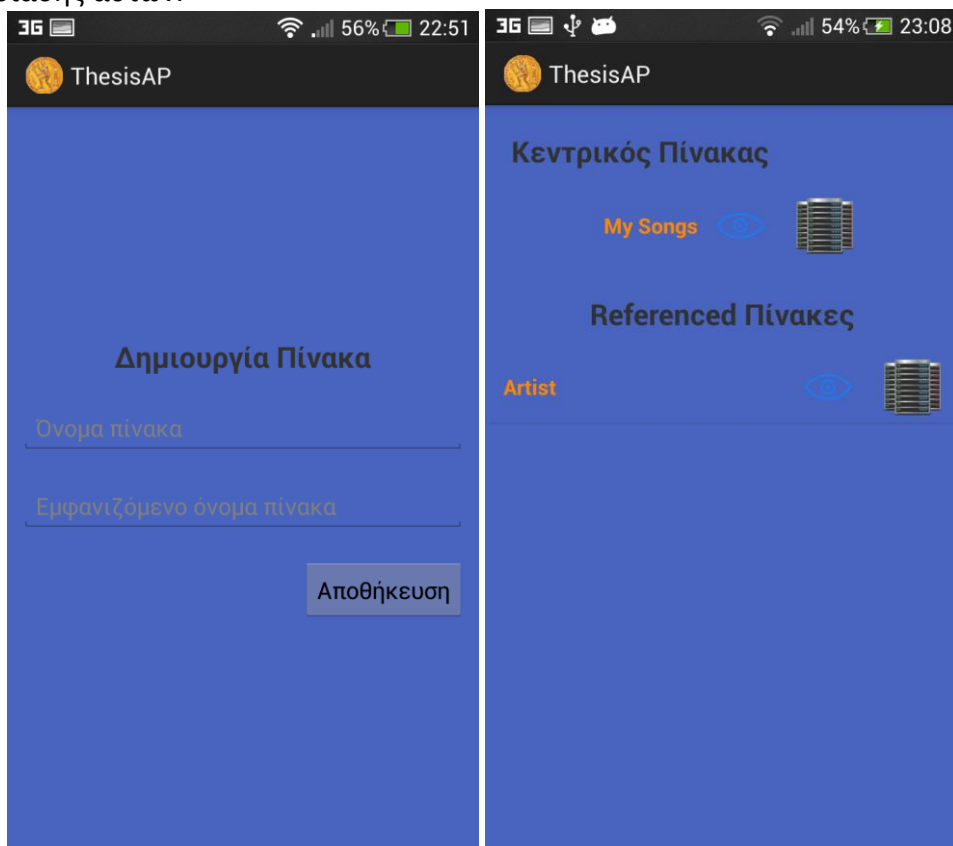 3G 56% 22:51
ThesisAP
Δημιουργία Πίνακα
Όνομα πίνακα
Εμφανιζόμενο όνομα πίνακα
Αποθήκευση
3G 54% 23:08
ThesisAP
Κεντρικός Πίνακας
My Songs
Referenced Πίνακες
Artist